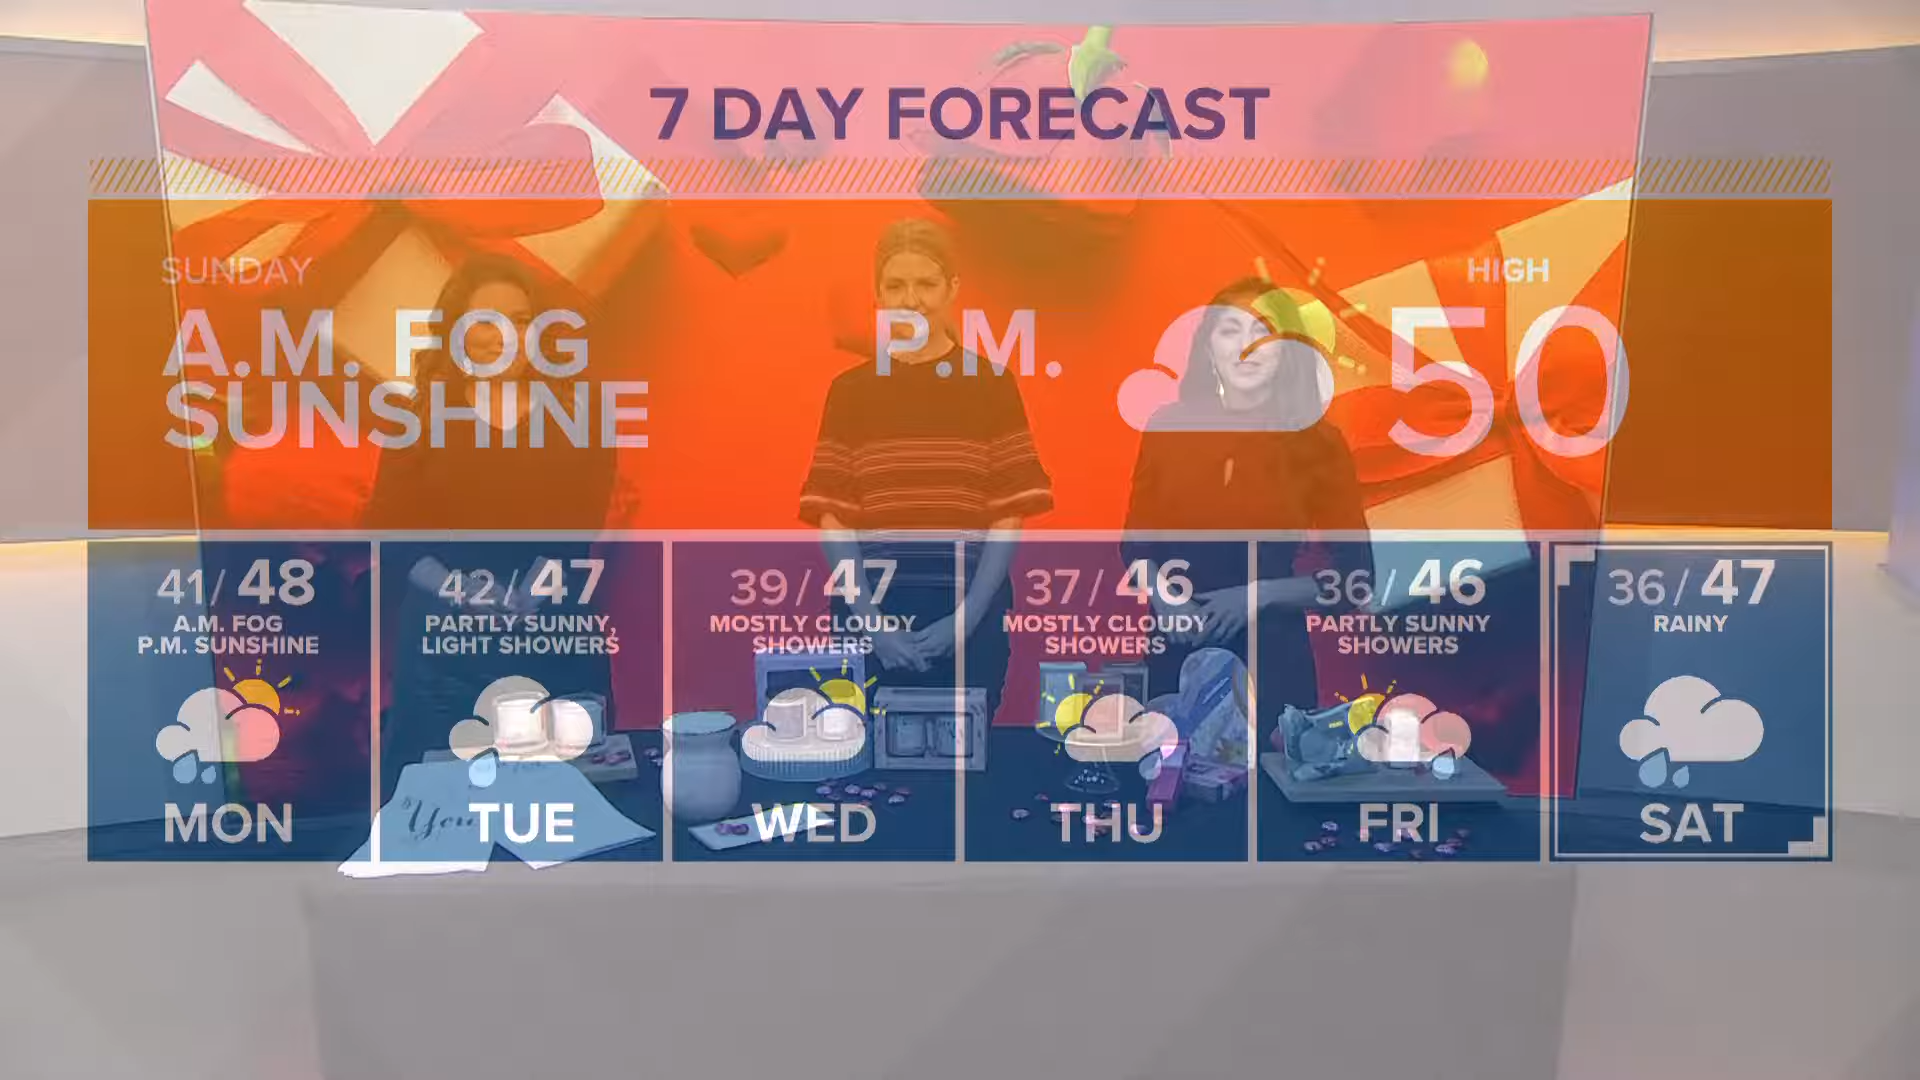 7 DAY FORECAST
SUNDAY
HIGH
A.M. FOG P.M.
SUNSHINE
50
41/48
A.M. FOG
P.M. SUNSHINE
MON
42/47
PARTLY SUNNY,
LIGHT SHOWERS
You
TUE
39/47
MOSTLY CLOUDY
SHOWERS
WED
37/46
MOSTLY CLOUDY
SHOWERS
THU
36/46
PARTLY SUNNY
SHOWERS
FRI
36/47
RAINY
SAT